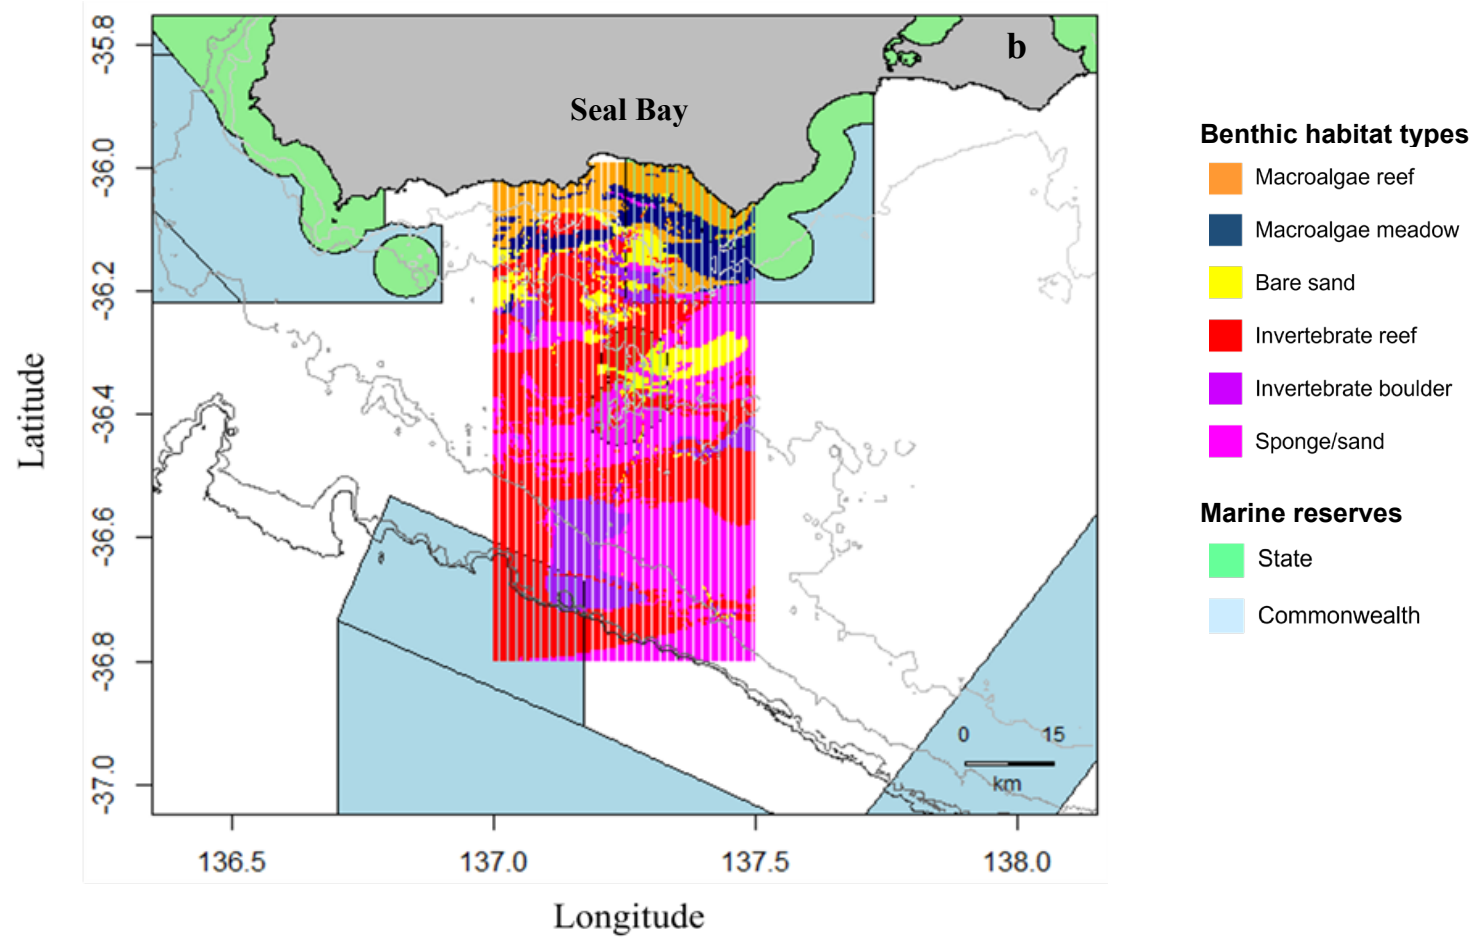 b
Seal Bay
-35.8
-36.0
-36.2
-36.4
-36.6
-36.8
-37.0
Latitude
0 15
km
136.5 137.0 137.5 138.0
Longitude
Benthic habitat types
Macroalgae reef
Macroalgae meadow
Bare sand
Invertebrate reef
Invertebrate boulder
Sponge/sand
Marine reserves
State
Commonwealth